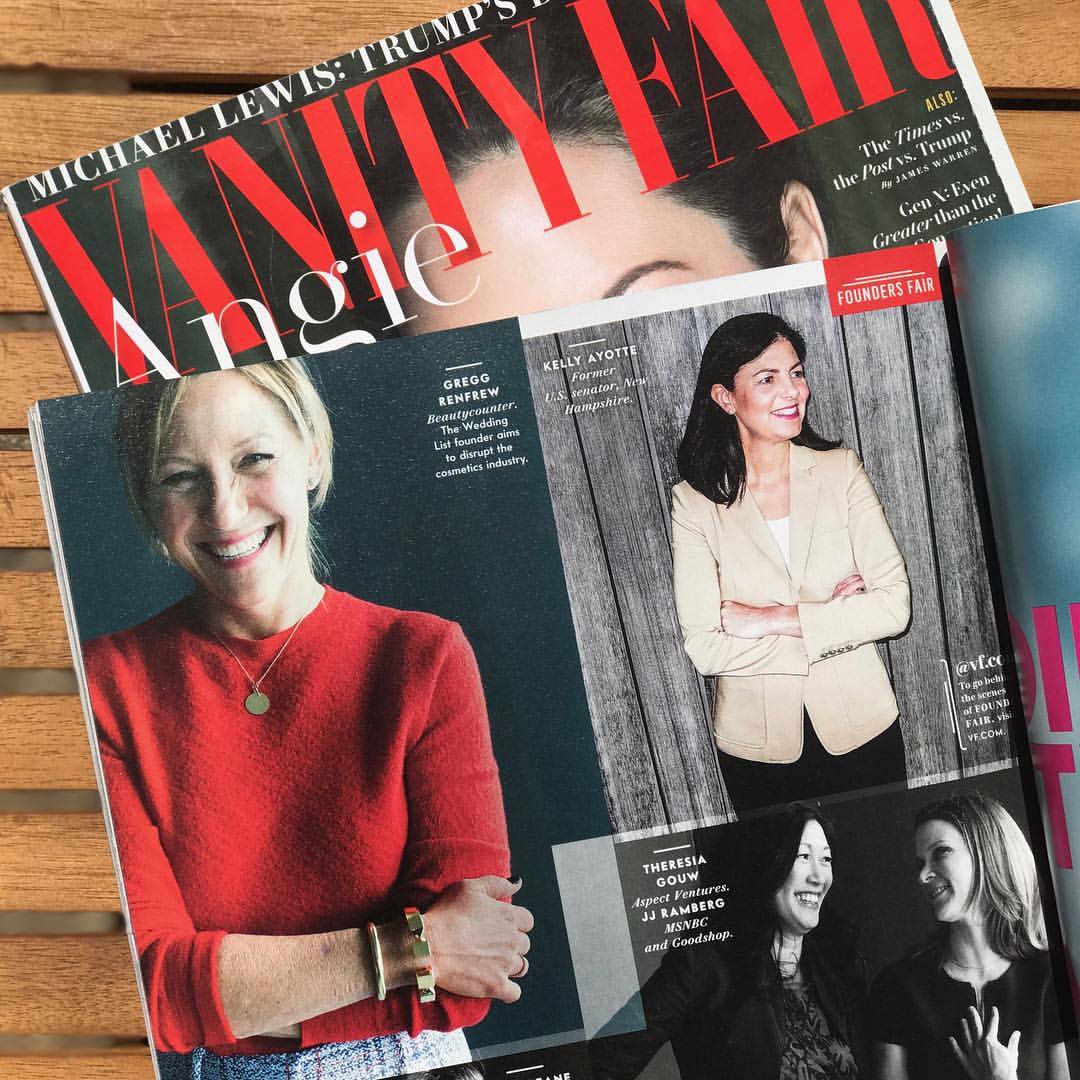 MICHAEL LEWIS: TRUMP'S
VANITY FAIR
Angie
ALSO:
The Times vs.
the Post vs. Trump
By JAMES WARREN
Gen X: Even
Greater than the
FOUNDERS FAIR
GREGG
RENFREW
Beautycounter.
The Wedding
List founder aims
to disrupt the
cosmetics industry.
KELLY AYOTTE
Former
U.S. senator, New
Hampshire.
@vf.co
To go behi
the scenes
of FOUND
FAIR, visi
VF.COM.
THERESIA
GOUW
Aspect Ventures.
JJ RAMBERG
MSNBC
and Goodshop.